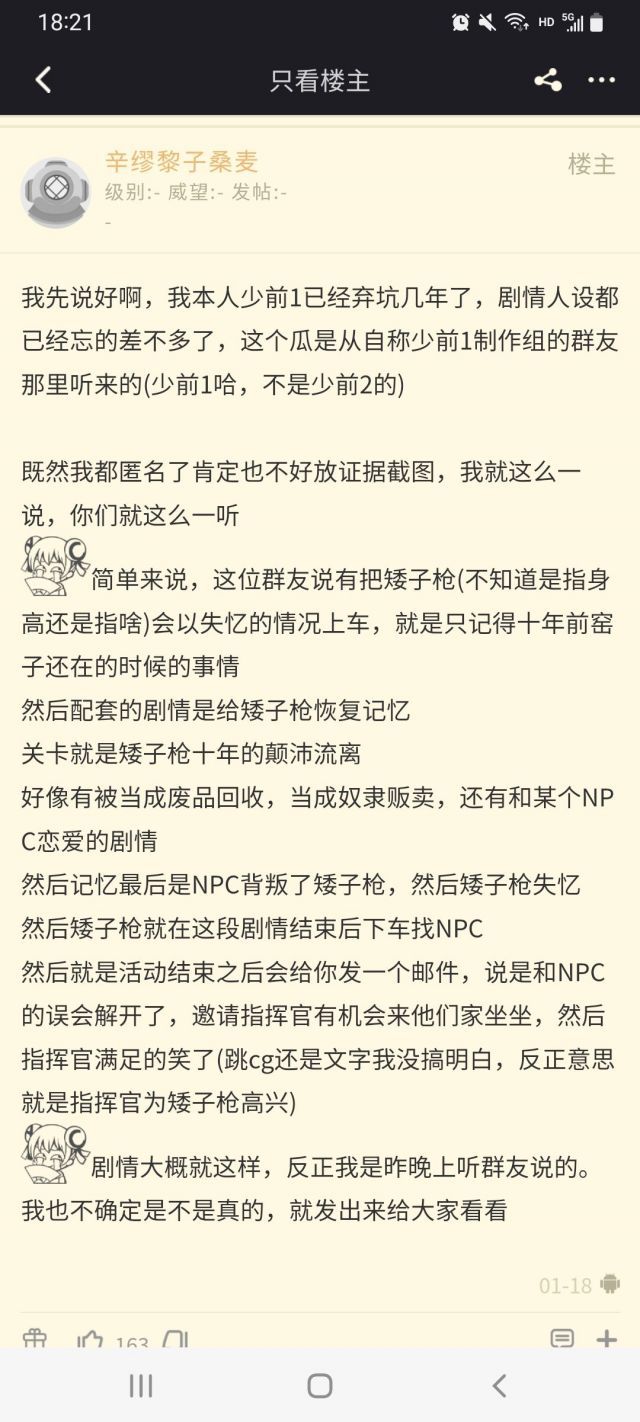 18:21
HD 5G
只看楼主
辛缪黎子桑麦
楼主
级别:- 威望:- 发帖:-
-
我先说好啊，我本人少前1已经弃坑几年了，剧情人设都
已经忘的差不多了，这个瓜是从自称少前1制作组的群友
那里听来的(少前1哈，不是少前2的)
既然我都匿名了肯定也不好放证据截图，我就这么一
说，你们就这么一听
简单来说，这位群友说有把矮子枪(不知道是指身
高还是指啥)会以失忆的情况上车，就是只记得十年前窑
子还在的时候的事情
然后配套的剧情是给矮子枪恢复记忆
关卡就是矮子枪十年的颠沛流离
好像有被当成废品回收，当成奴隶贩卖，还有和某个NP
C恋爱的剧情
然后记忆最后是NPC背叛了矮子枪，然后矮子枪失忆
然后矮子枪就在这段剧情结束后下车找NPC
然后就是活动结束之后会给你发一个邮件，说是和NPC
的误会解开了，邀请指挥官有机会来他们家坐坐，然后
指挥官满足的笑了(跳cg还是文字我没搞明白，反正意思
就是指挥官为矮子枪高兴)
剧情大概就这样，反正我是昨晚上听群友说的。
我也不确定是不是真的，就发出来给大家看看
01-18
163